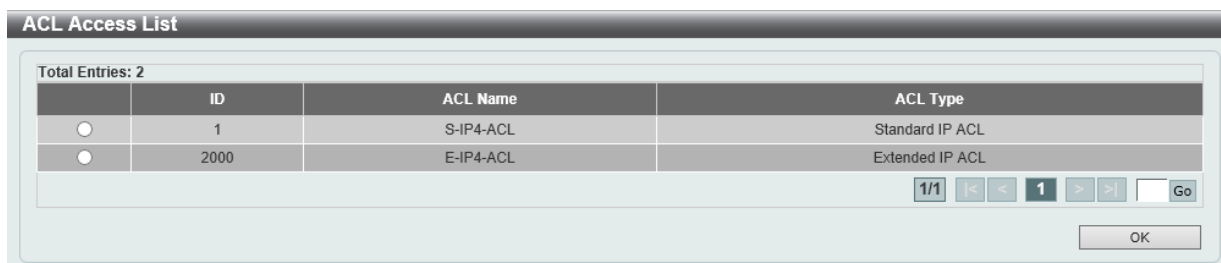 ACL Access List
Total Entries: 2
ID ACL Name ACL Type
1 S-IP4-ACL Standard IP ACL
2000 E-IP4-ACL Extended IP ACL
1/1 |< < 1 > >| Go
OK